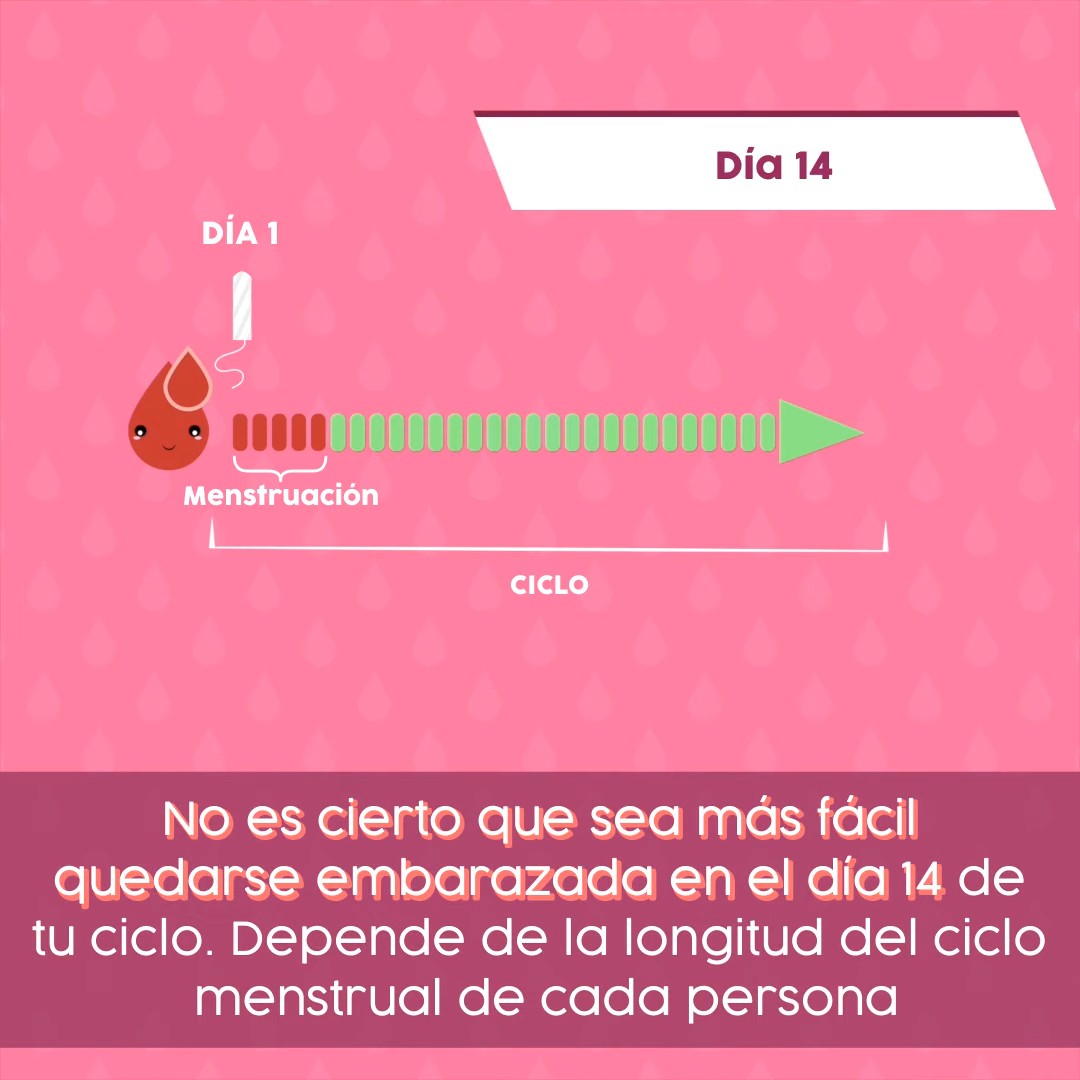 Día 14
DÍA 1
Menstruación
CICLO
No es cierto que sea más fácil
quedarse embarazada en el día 14 de
tu ciclo. Depende de la longitud del ciclo
menstrual de cada persona